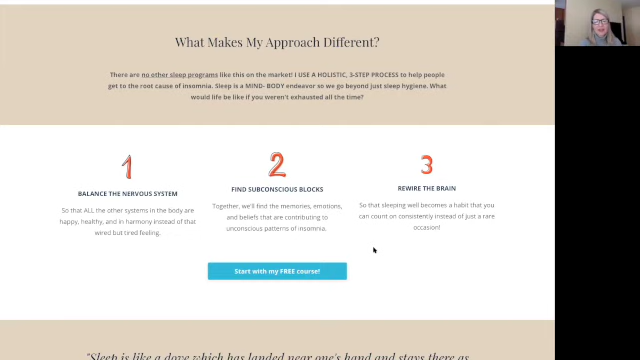 What Makes My Approach Different?
There are no other sleep programs like this on the market! I USE A HOLISTIC, 3-STEP PROCESS to help people
get to the root cause of insomnia. Sleep is a MIND- BODY endeavor so we go beyond just sleep hygiene. What
would life be like if you weren't exhausted all the time?
1
BALANCE THE NERVOUS SYSTEM
So that ALL the other systems in the body are
happy, healthy, and in harmony instead of that
wired but tired feeling.
2
FIND SUBCONSCIOUS BLOCKS
Together, we'll find the memories, emotions,
and beliefs that are contributing to
unconscious patterns of insomnia.
3
REWIRE THE BRAIN
So that sleeping well becomes a habit that you
can count on consistently instead of just a rare
occasion!
Start with my FREE course!
"Sleep is like a dove which has landed near one's hand and stays there as